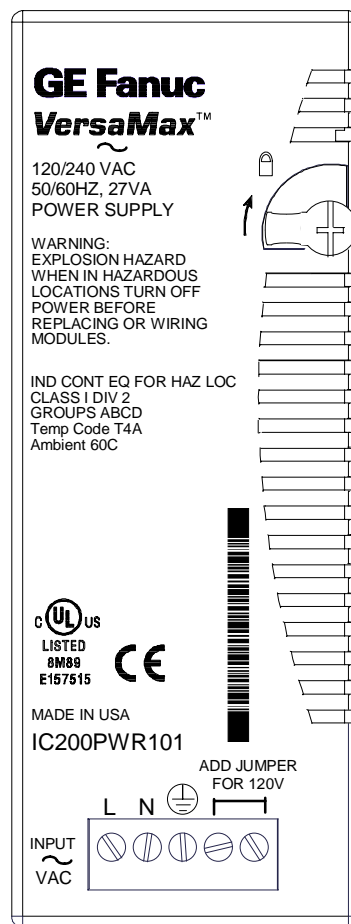 GE Fanuc
VersaMax™
120/240 VAC
50/60HZ, 27VA
POWER SUPPLY
WARNING:
EXPLOSION HAZARD
WHEN IN HAZARDOUS
LOCATIONS TURN OFF
POWER BEFORE
REPLACING OR WIRING
MODULES.
IND CONT EQ FOR HAZ LOC
CLASS I DIV 2
GROUPS ABCD
Temp Code T4A
Ambient 60C
C UL US
LISTED
8M89
E157515
CE
MADE IN USA
IC200PWR101
ADD JUMPER
FOR 120V
L N
INPUT
VAC